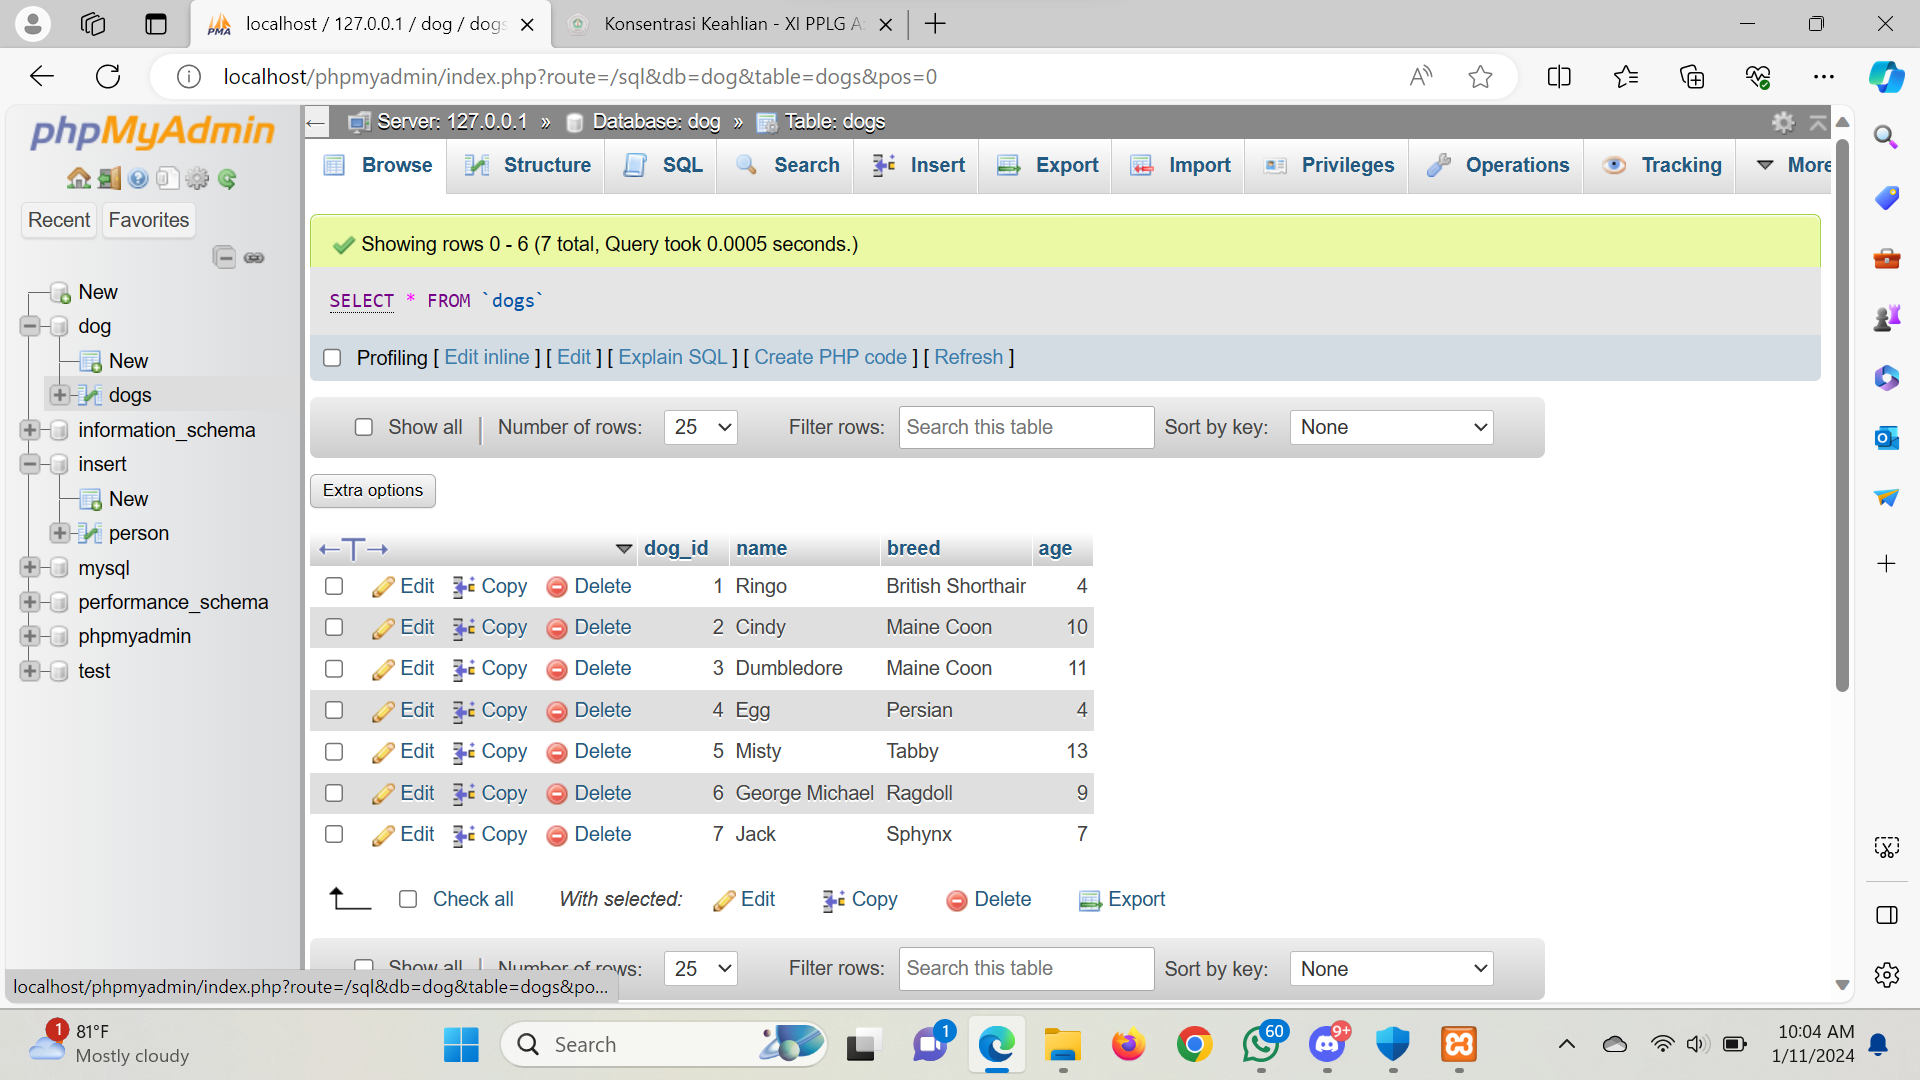 localhost / 127.0.0.1 / dog / dogs
Konsentrasi Keahlian - XI PPLG A
localhost/phpmyadmin/index.php?route=/sql&db=dog&table=dogs&pos=0
phpMyAdmin
Recent
Favorites
New
dog
New
dogs
information_schema
insert
New
person
mysql
performance_schema
phpmyadmin
test
Server: 127.0.0.1 » Database: dog » Table: dogs
Browse Structure SQL Search Insert Export Import Privileges Operations Tracking More
Showing rows 0 - 6 (7 total, Query took 0.0005 seconds.)
SELECT * FROM `dogs`
Profiling [ Edit inline ] [ Edit ] [ Explain SQL ] [ Create PHP code ] [ Refresh ]
Show all | Number of rows: 25 Filter rows: Search this table Sort by key: None
Extra options
←T→ dog_id name breed age
Edit Copy Delete 1 Ringo British Shorthair 4
Edit Copy Delete 2 Cindy Maine Coon 10
Edit Copy Delete 3 Dumbledore Maine Coon 11
Edit Copy Delete 4 Egg Persian 4
Edit Copy Delete 5 Misty Tabby 13
Edit Copy Delete 6 George Michael Ragdoll 9
Edit Copy Delete 7 Jack Sphynx 7
Check all With selected: Edit Copy Delete Export
Show all | Number of rows: 25 Filter rows: Search this table Sort by key: None
localhost/phpmyadmin/index.php?route=/sql&db=dog&table=dogs&po...
1
81°F
Mostly cloudy
Search
1
60
9+
10:04 AM
1/11/2024